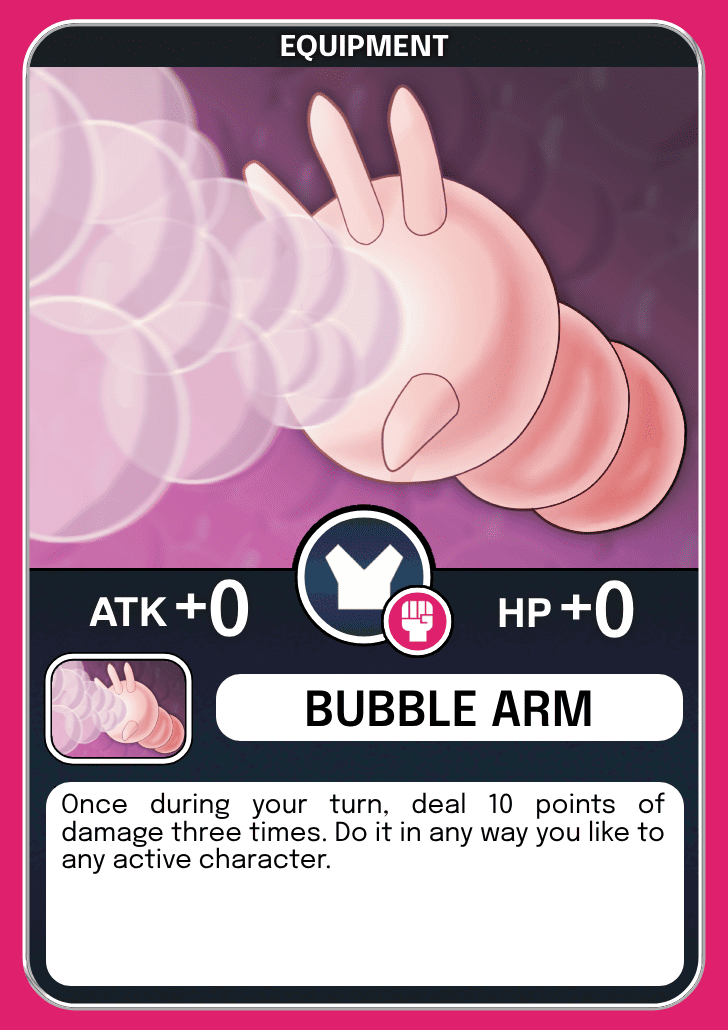 EQUIPMENT
ATK +0
HP +0
BUBBLE ARM
Once during your turn, deal 10 points of
damage three times. Do it in any way you like to
any active character.